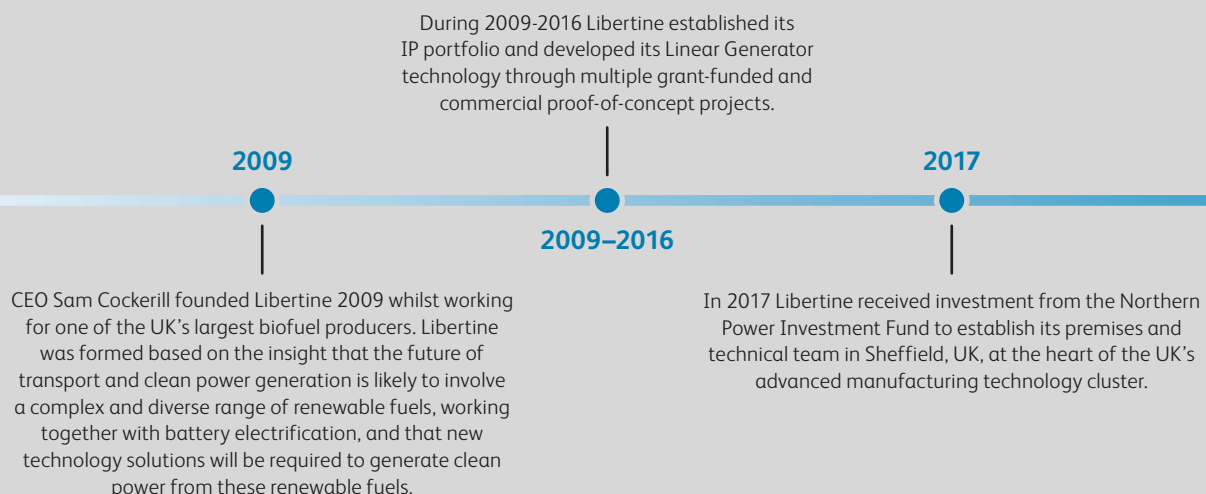 During 2009-2016 Libertine established its
IP portfolio and developed its Linear Generator
technology through multiple grant-funded and
commercial proof-of-concept projects.
2009
2017
2009–2016
CEO Sam Cockerill founded Libertine 2009 whilst working
for one of the UK’s largest biofuel producers. Libertine
was formed based on the insight that the future of
transport and clean power generation is likely to involve
a complex and diverse range of renewable fuels, working
together with battery electrification, and that new
technology solutions will be required to generate clean
power from these renewable fuels.
In 2017 Libertine received investment from the Northern
Power Investment Fund to establish its premises and
technical team in Sheffield, UK, at the heart of the UK’s
advanced manufacturing technology cluster.